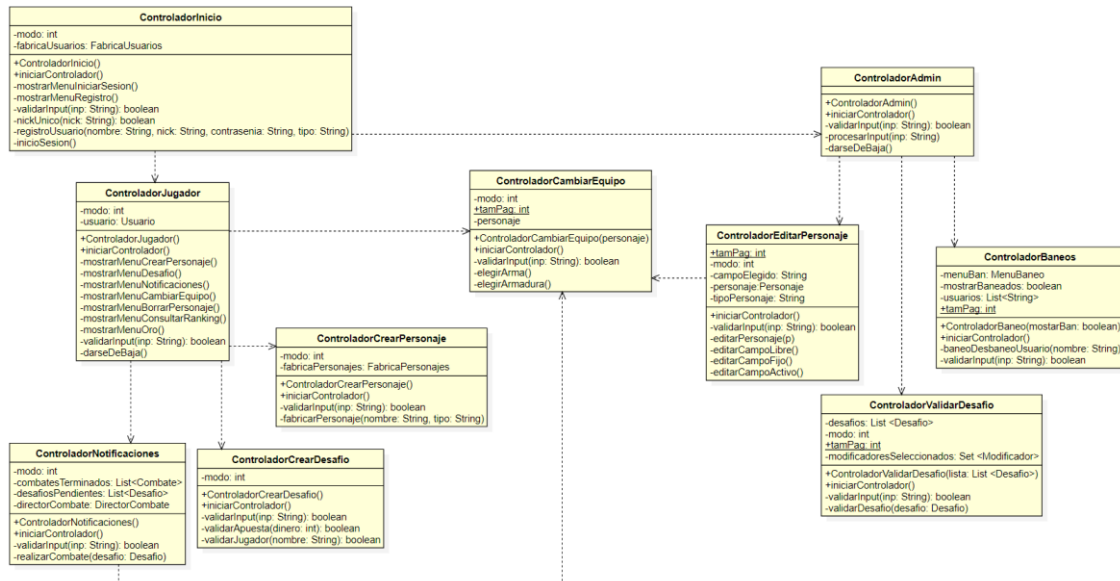 ControladorInicio
-modo: int
-fabricaUsuarios: FabricaUsuarios
+ControladorInicio()
+iniciarControlador()
-mostrarMenuIniciarSesion()
-mostrarMenuRegistro()
-validarInput(inp: String): boolean
-nickUnico(nick: String): boolean
-registroUsuario(nombre: String, nick: String, contrasenia: String, tipo: String)
-inicioSesion()
ControladorAdmin
+ControladorAdmin()
+iniciarControlador()
-validarInput(inp: String): boolean
-procesarInput(inp: String)
-darseDeBaja()
ControladorJugador
-modo: int
-usuario: Usuario
+ControladorJugador()
+iniciarControlador()
-mostrarMenuCrearPersonaje()
-mostrarMenuDesafio()
-mostrarMenuNotificaciones()
-mostrarMenuCambiarEquipo()
-mostrarMenuBorrarPersonaje()
-mostrarMenuConsultarRanking()
-mostrarMenuOro()
-validarInput(inp: String): boolean
-darseDeBaja()
ControladorCambiarEquipo
-modo: int
+tamPag: int
-personaje
+ControladorCambiarEquipo(personaje)
+iniciarControlador()
-validarInput(inp: String): boolean
-elegirArma()
-elegirArmadura()
ControladorEditarPersonaje
+tamPag: int
-modo: int
-campoElegido: String
-personaje:Personaje
-tipoPersonaje: String
+iniciarControlador()
-validarInput(inp: String): boolean
-editarPersonaje(p)
-editarCampoLibre()
-editarCampoFijo()
-editarCampoActivo()
ControladorBaneos
-menuBan: MenuBaneo
-mostrarBaneados: boolean
-usuarios: List<String>
+tamPag: int
+ControladorBaneo(mostarBan: boolean)
+iniciarControlador()
-baneoDesbaneoUsuario(nombre: String)
-validarInput(inp: String): boolean
ControladorCrearPersonaje
-modo: int
-fabricaPersonajes: FabricaPersonajes
+ControladorCrearPersonaje()
+iniciarControlador()
-validarInput(inp: String): boolean
-fabricarPersonaje(nombre: String, tipo: String)
ControladorValidarDesafio
-desafios: List <Desafio>
-modo: int
+tamPag: int
-modificadoresSeleccionados: Set <Modificador>
+ControladorValidarDesafio(lista: List <Desafio>)
+iniciarControlador()
-validarInput(inp: String): boolean
-validarDesafio(desafio: Desafio)
ControladorNotificaciones
-modo: int
-combatesTerminados: List<Combate>
-desafiosPendientes: List<Desafio>
-directorCombate: DirectorCombate
+ControladorNotificaciones()
+iniciarControlador()
-validarInput(inp: String): boolean
-realizarCombate(desafio: Desafio)
ControladorCrearDesafio
-modo: int
+ControladorCrearDesafio()
+iniciarControlador()
-validarInput(inp: String): boolean
-validarApuesta(dinero: int): boolean
-validarJugador(nombre: String): boolean